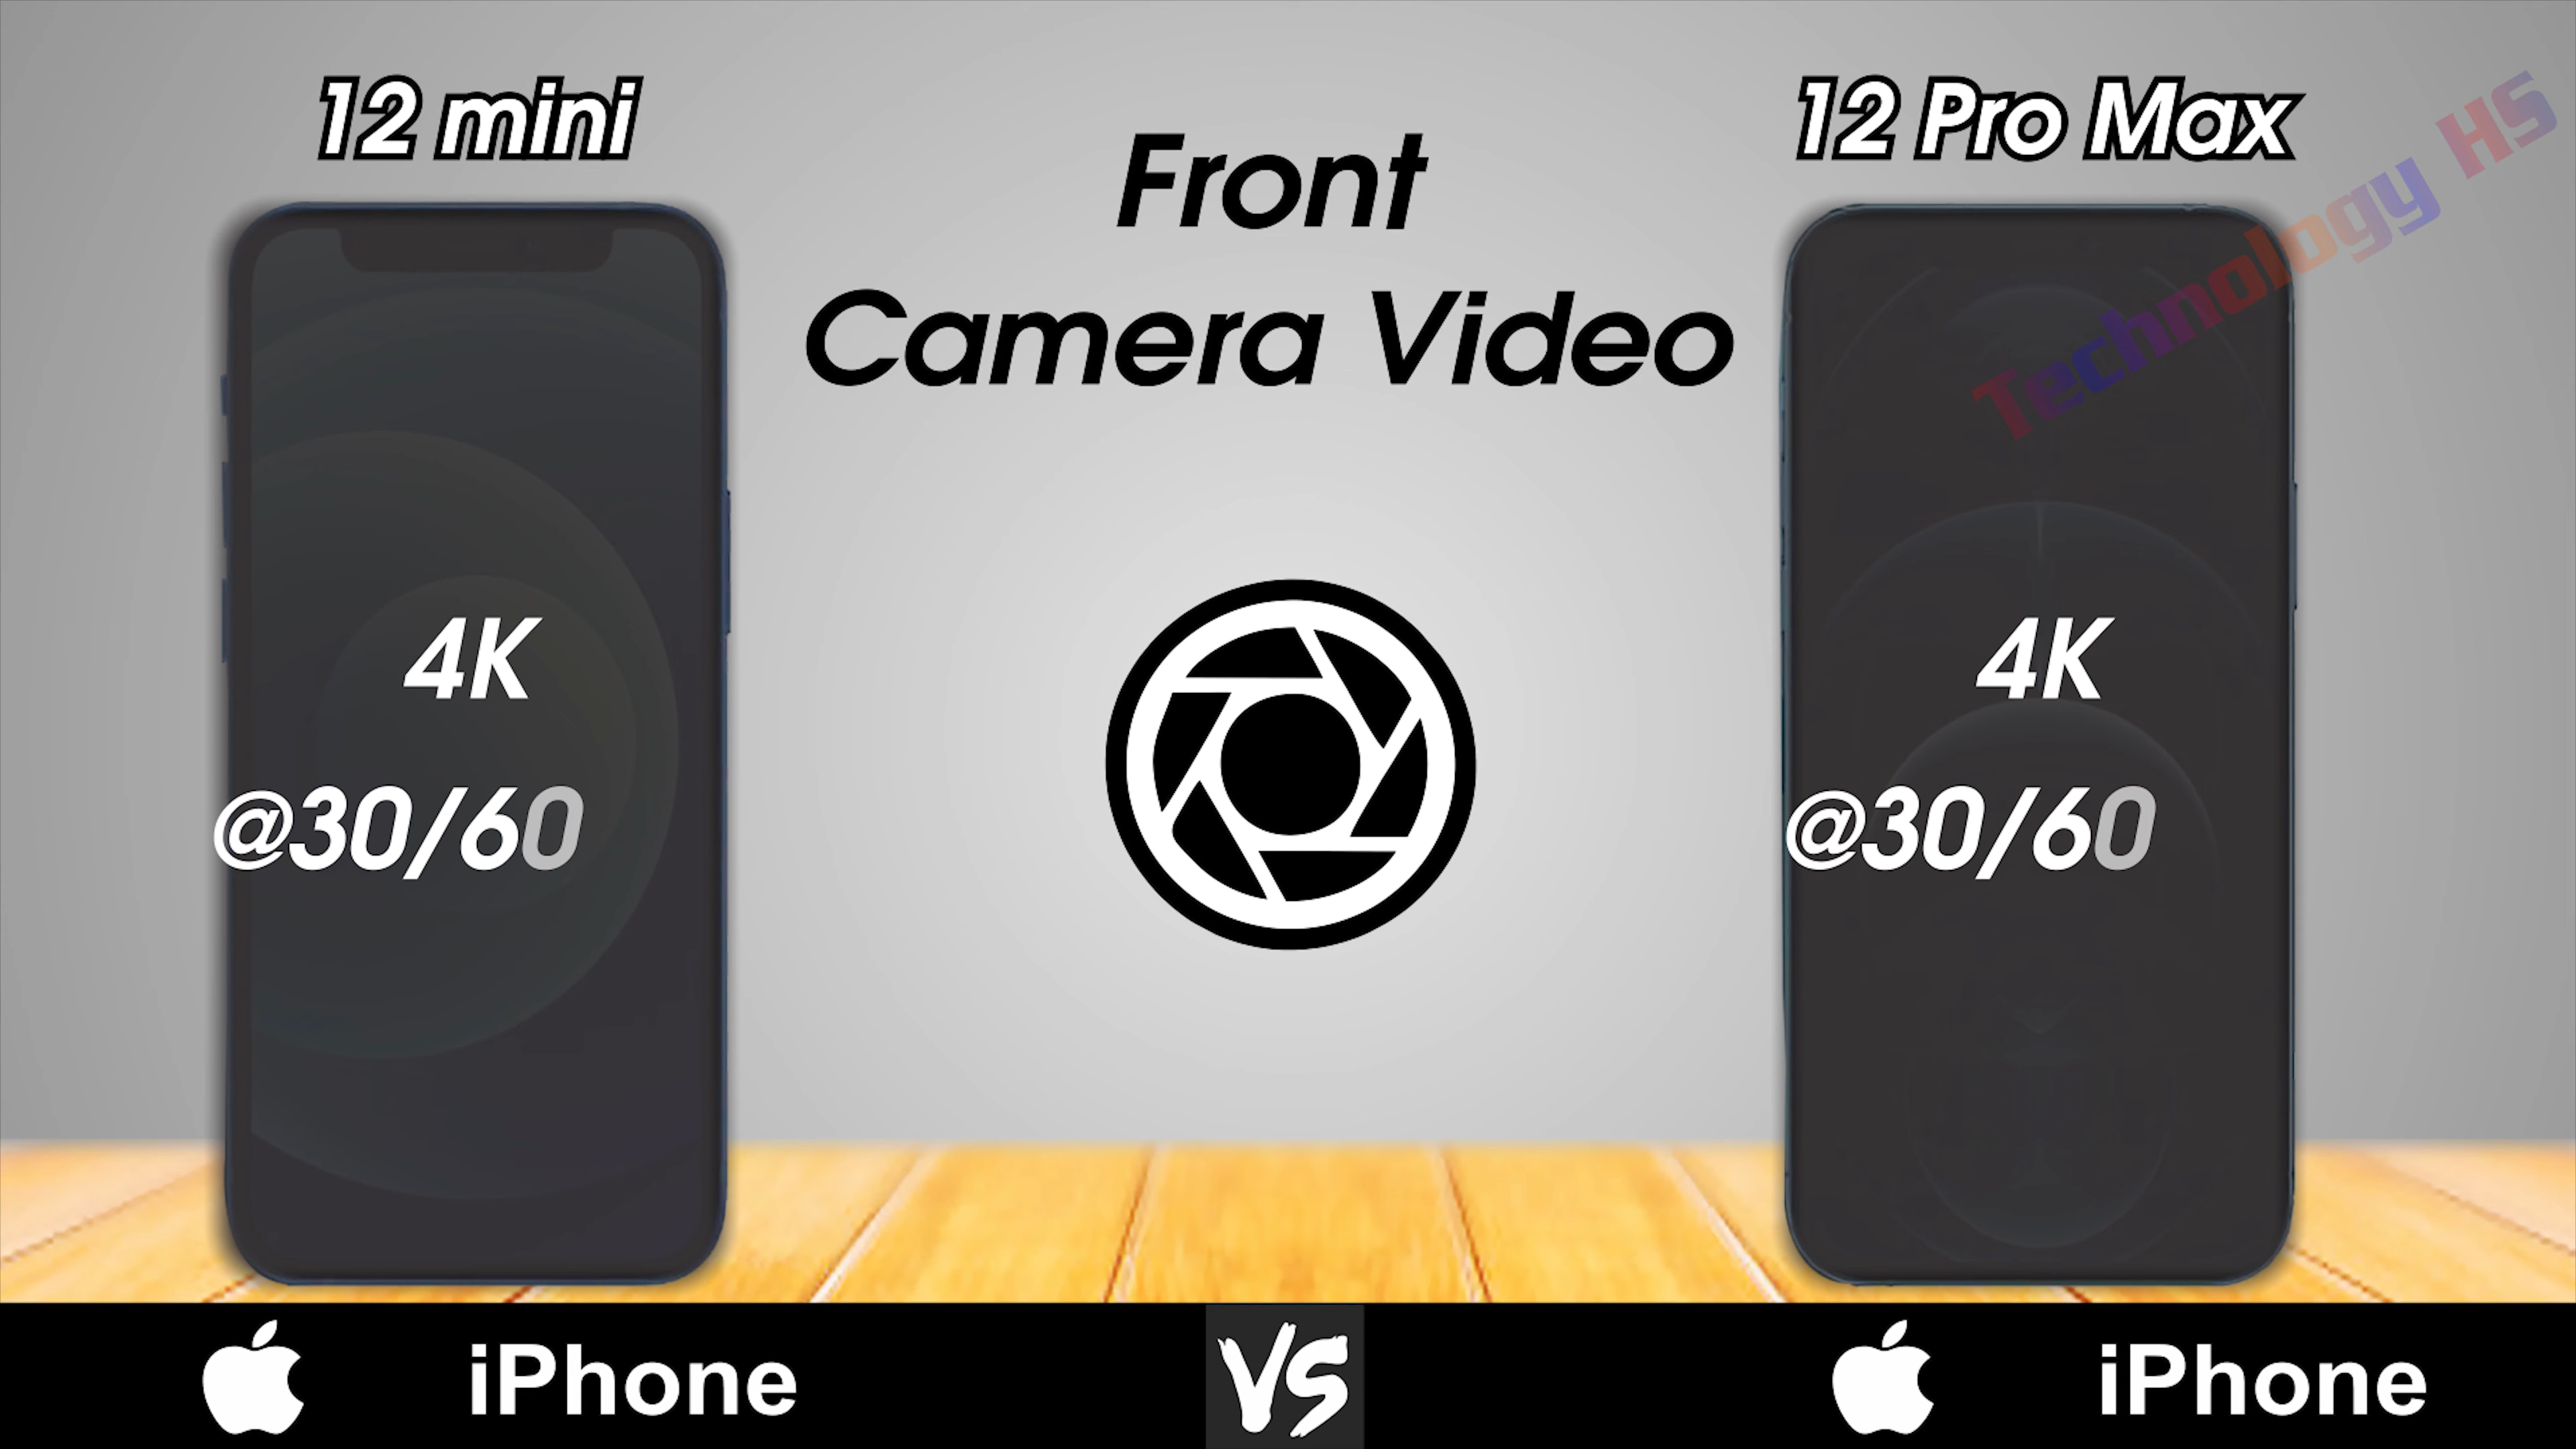 12 mini
12 Pro Max
Technology HS
Front
Camera Video
4K
@30/60
4K
@30/60
iPhone
VS
iPhone